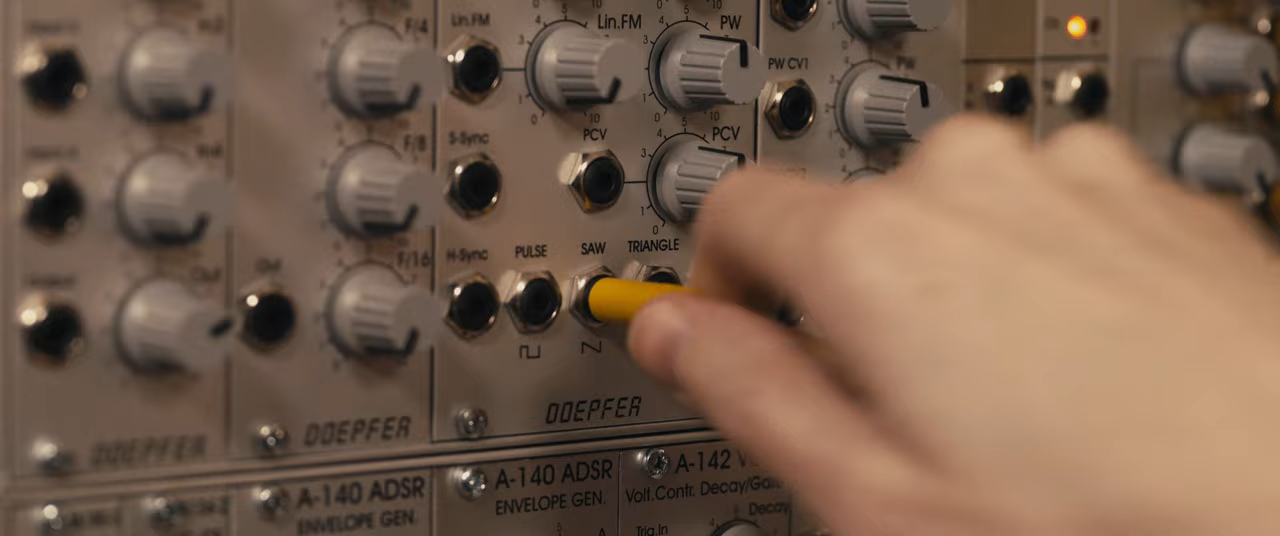 F/4
Lin.FM
Lin.FM
PW
PW CV1
PW
S-Sync
PCV
F/8
PCV
H-Sync
PULSE
SAW
TRIANGLE
Out
Out
F/16
DOEPFER
DOEPFER
DOEPFER
A-140 ADSR
ENVELOPE GEN.
A-140 ADSR
ENVELOPE GEN.
A-142
Volt.Contr. Decay/Gate
Decay
Trig.In
A